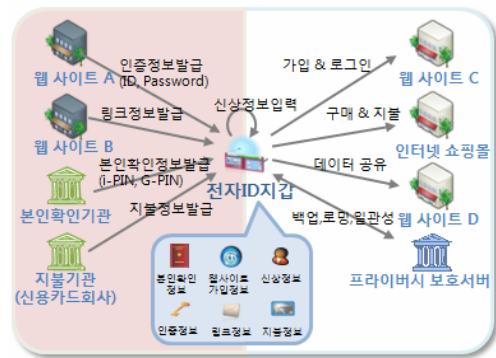 웹 사이트 A
인증정보발급
(ID, Password)
웹 사이트 B
링크정보발급
본인확인기관
본인확인정보발급
(i-PIN, G-PIN)
지불기관
(신용카드회사)
지불정보발급
신상정보입력
전자ID지갑
가입 & 로그인
웹 사이트 C
구매 & 지불
인터넷 쇼핑몰
데이터 공유
웹 사이트 D
백업,로밍,일관성
프라이버시 보호서버
본인확인
정보
웹사이트
가입정보
신상정보
인증정보
링크정보
지불정보